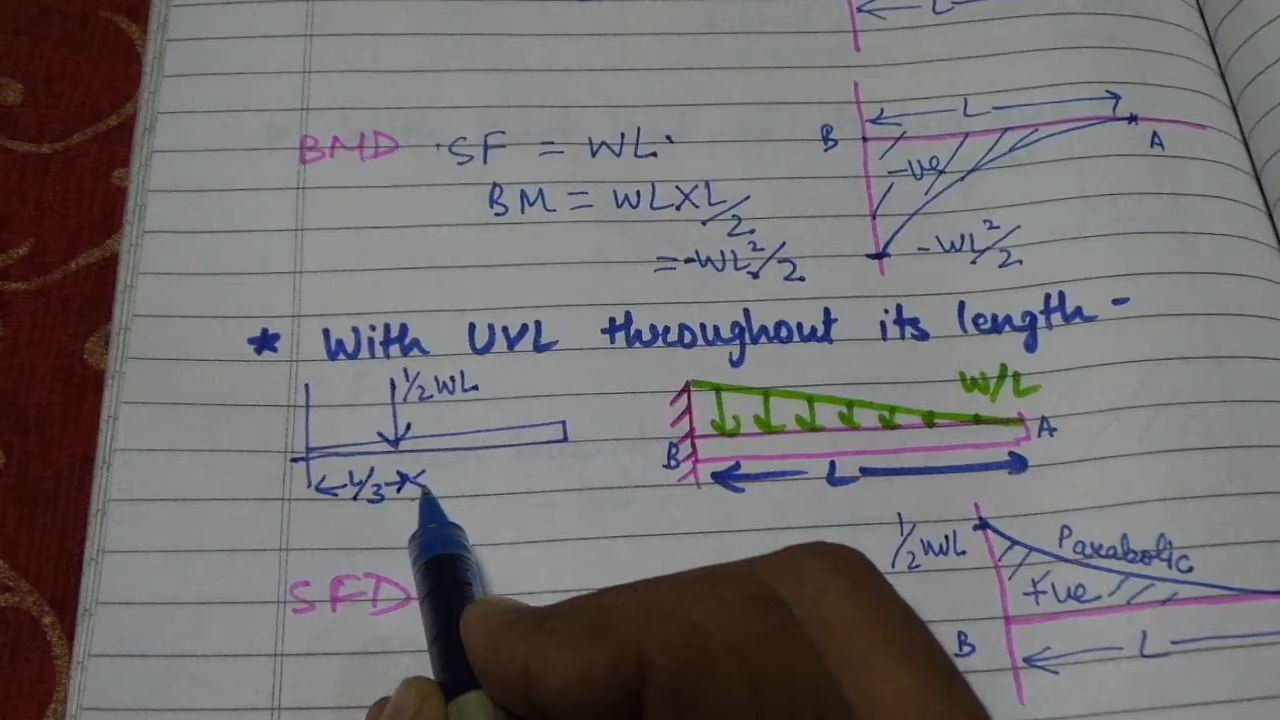 L
L
B
A
-ve
BMD SF = WL
BM = WL×L/2
=-WL²/2
-WL²/2
* With UVL throughout its length -
1/2 WL
L/3
W/L
A
B
L
1/2 WL
Parabolic
+ve
SFD
B
L